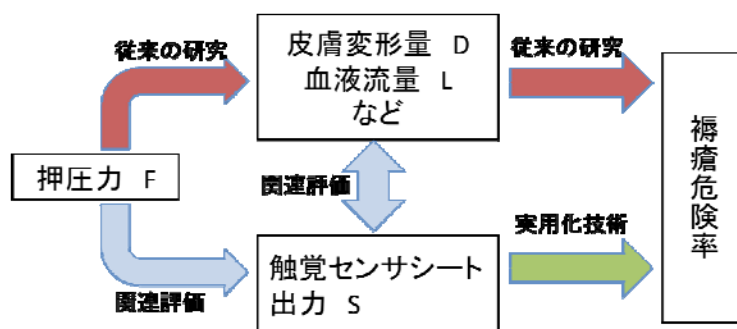 従来の研究
皮膚変形量 D
血液流量 L
など
従来の研究
押圧力 F
関連評価
褥瘡危険率
関連評価
触覚センサシート
出力 S
実用化技術